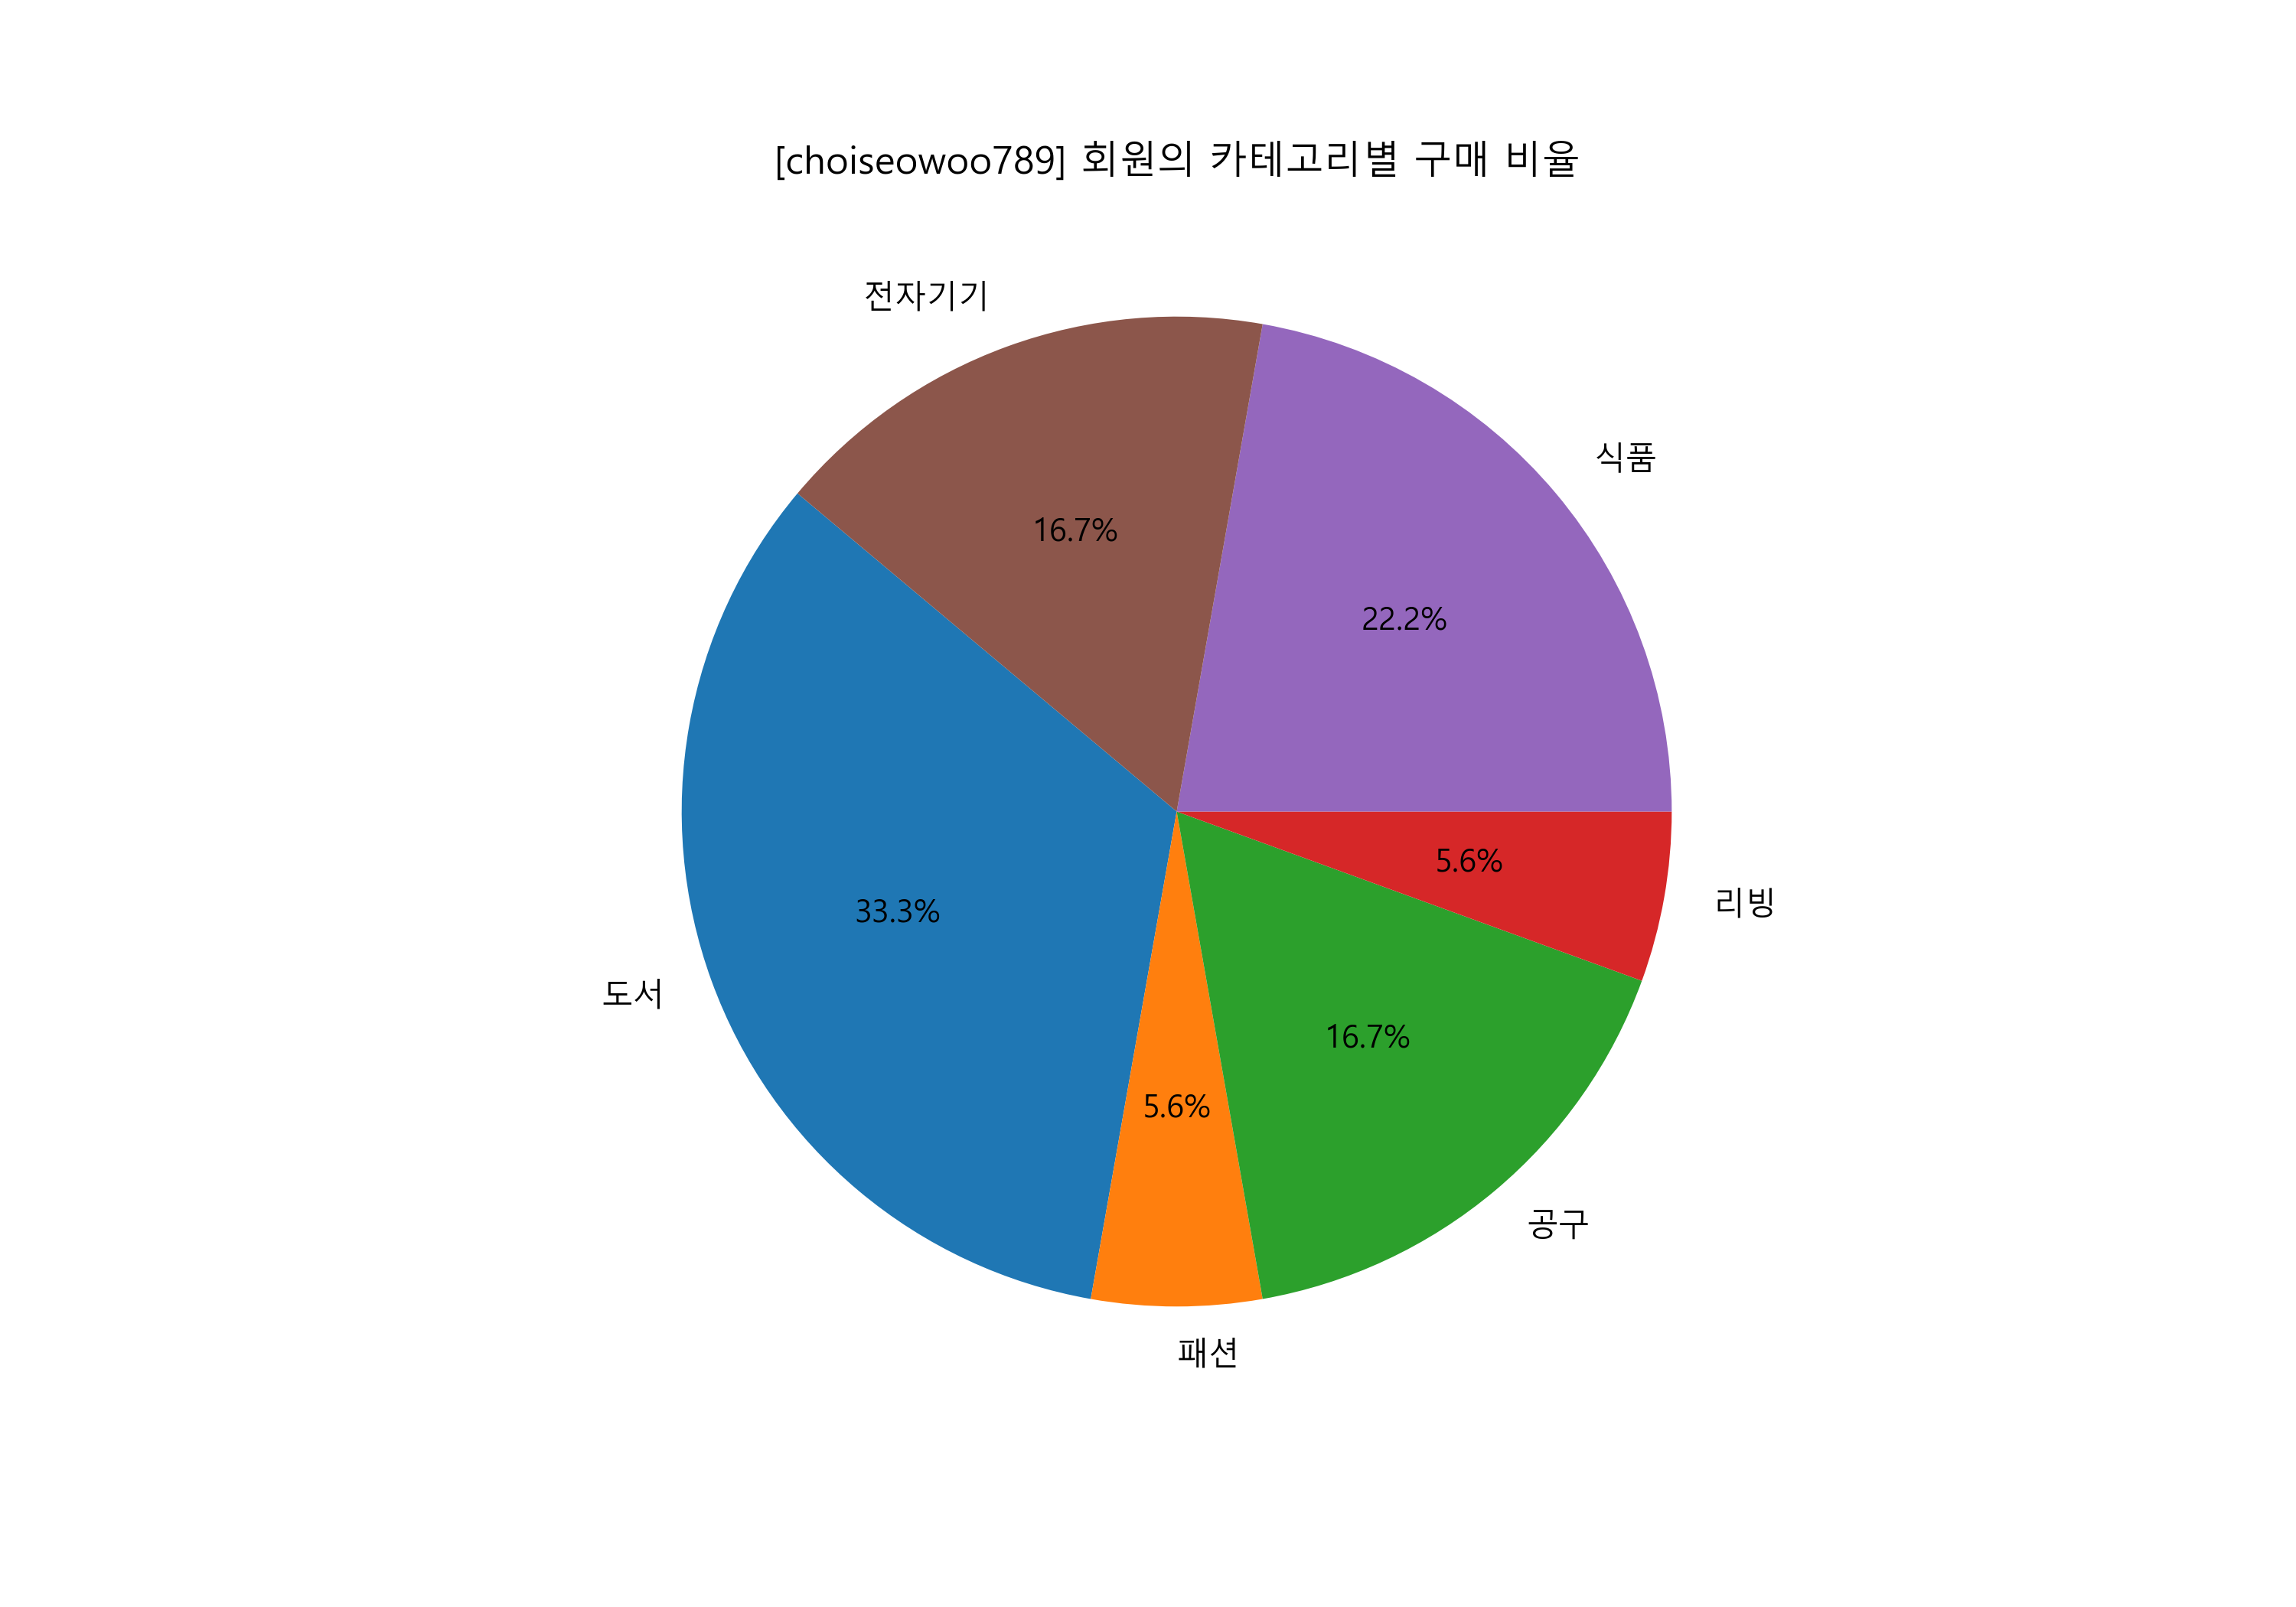 [choiseowoo789] 회원의 카테고리별 구매 비율
전자기기
식품
16.7%
22.2%
5.6%
리빙
33.3%
도서
16.7%
5.6%
공구
패션